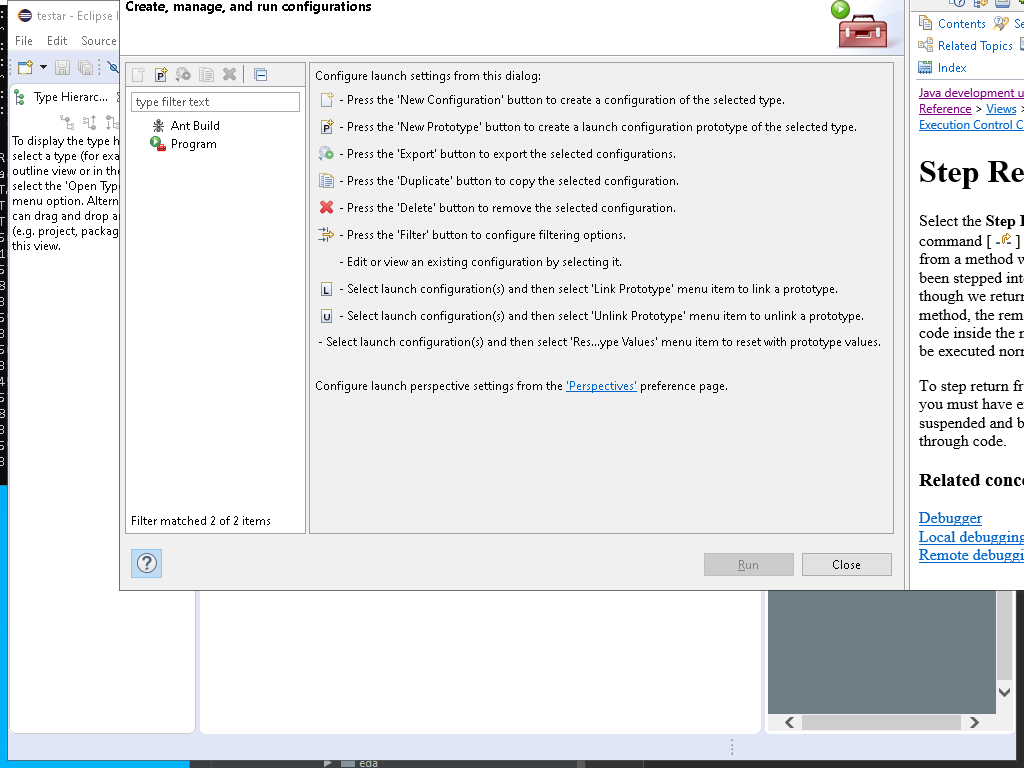 testar - Eclipse
File Edit Source
Type Hierarc...
To display the type h
select a type (for exa
outline view or in the
select the 'Open Typ
menu option. Altern
can drag and drop a
(e.g. project, packag
this view.
Create, manage, and run configurations
type filter text
Ant Build
Program
Filter matched 2 of 2 items
Configure launch settings from this dialog:
- Press the 'New Configuration' button to create a configuration of the selected type.
P - Press the 'New Prototype' button to create a launch configuration prototype of the selected type.
- Press the 'Export' button to export the selected configurations.
- Press the 'Duplicate' button to copy the selected configuration.
- Press the 'Delete' button to remove the selected configuration.
- Press the 'Filter' button to configure filtering options.
- Edit or view an existing configuration by selecting it.
L - Select launch configuration(s) and then select 'Link Prototype' menu item to link a prototype.
U - Select launch configuration(s) and then select 'Unlink Prototype' menu item to unlink a prototype.
- Select launch configuration(s) and then select 'Res...ype Values' menu item to reset with prototype values.
Configure launch perspective settings from the 'Perspectives' preference page.
?
Run Close
Contents Se
Related Topics
Index
Java development u
Reference > Views >
Execution Control C
Step Re
Select the Step
command [ ]
from a method w
been stepped int
though we return
method, the rem
code inside the m
be executed norm
To step return fr
you must have e
suspended and b
through code.
Related conc
Debugger
Local debugging
Remote debuggi
eda